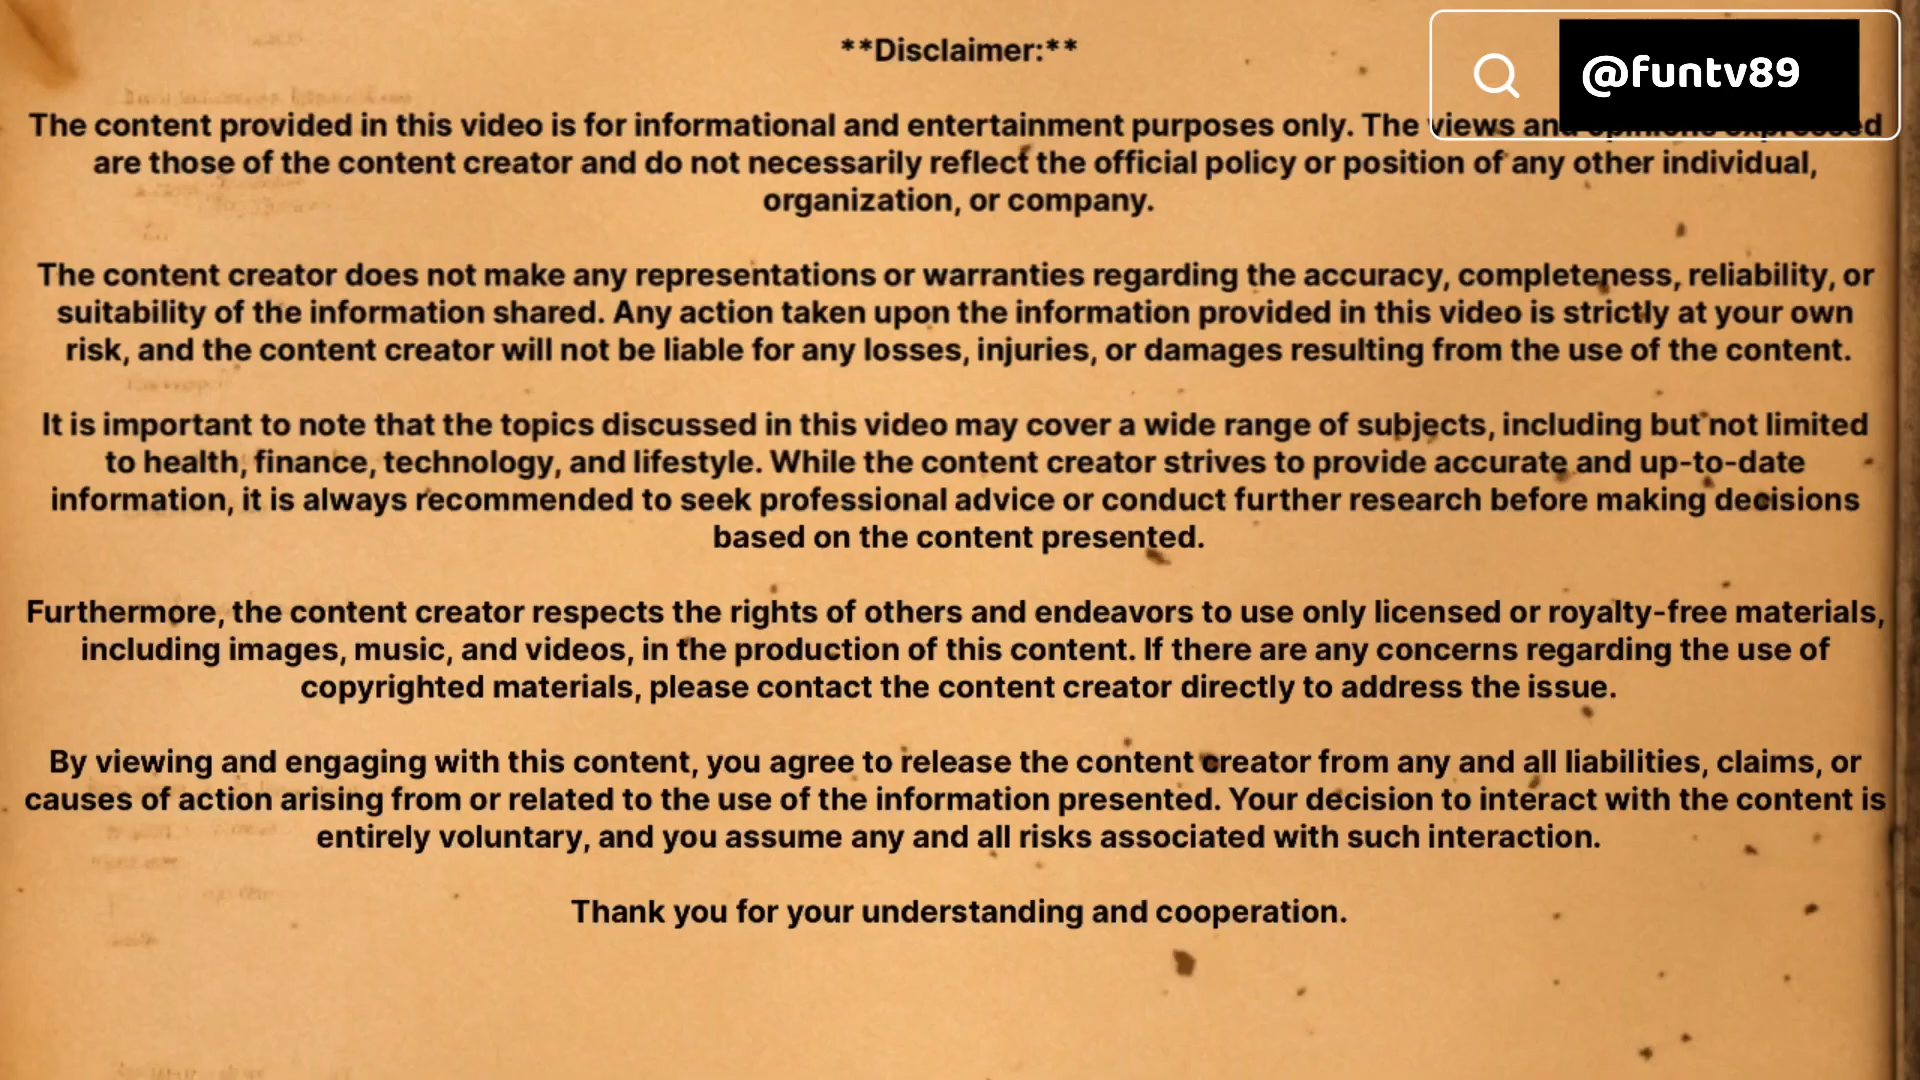 **Disclaimer:**
@funtv89
The content provided in this video is for informational and entertainment purposes only. The views and opinions expressed
are those of the content creator and do not necessarily reflect the official policy or position of any other individual,
organization, or company.
The content creator does not make any representations or warranties regarding the accuracy, completeness, reliability, or
suitability of the information shared. Any action taken upon the information provided in this video is strictly at your own
risk, and the content creator will not be liable for any losses, injuries, or damages resulting from the use of the content.
It is important to note that the topics discussed in this video may cover a wide range of subjects, including but not limited
to health, finance, technology, and lifestyle. While the content creator strives to provide accurate and up-to-date
information, it is always recommended to seek professional advice or conduct further research before making decisions
based on the content presented.
Furthermore, the content creator respects the rights of others and endeavors to use only licensed or royalty-free materials,
including images, music, and videos, in the production of this content. If there are any concerns regarding the use of
copyrighted materials, please contact the content creator directly to address the issue.
By viewing and engaging with this content, you agree to release the content creator from any and all liabilities, claims, or
causes of action arising from or related to the use of the information presented. Your decision to interact with the content is
entirely voluntary, and you assume any and all risks associated with such interaction.
Thank you for your understanding and cooperation.